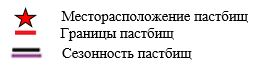 Месторасположение пастбищ
Границы пастбищ
Сезонность пастбищ